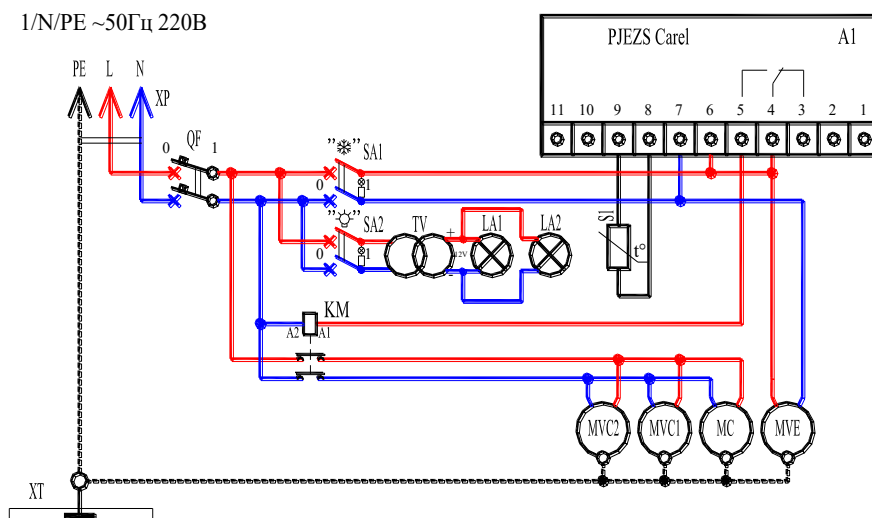 1/N/PE ~50Гц 220В
PJEZS Carel A1
PE L N XP
11 10 9 8 7 6 5 4 3 2 1
QF
0 1
"❄" SA1
0 1
"💡" SA2
0 1
TV
+
12V
-
LA1 LA2
S1
t°
KM
A2 A1
MVC2 MVC1 MC MVE
XT